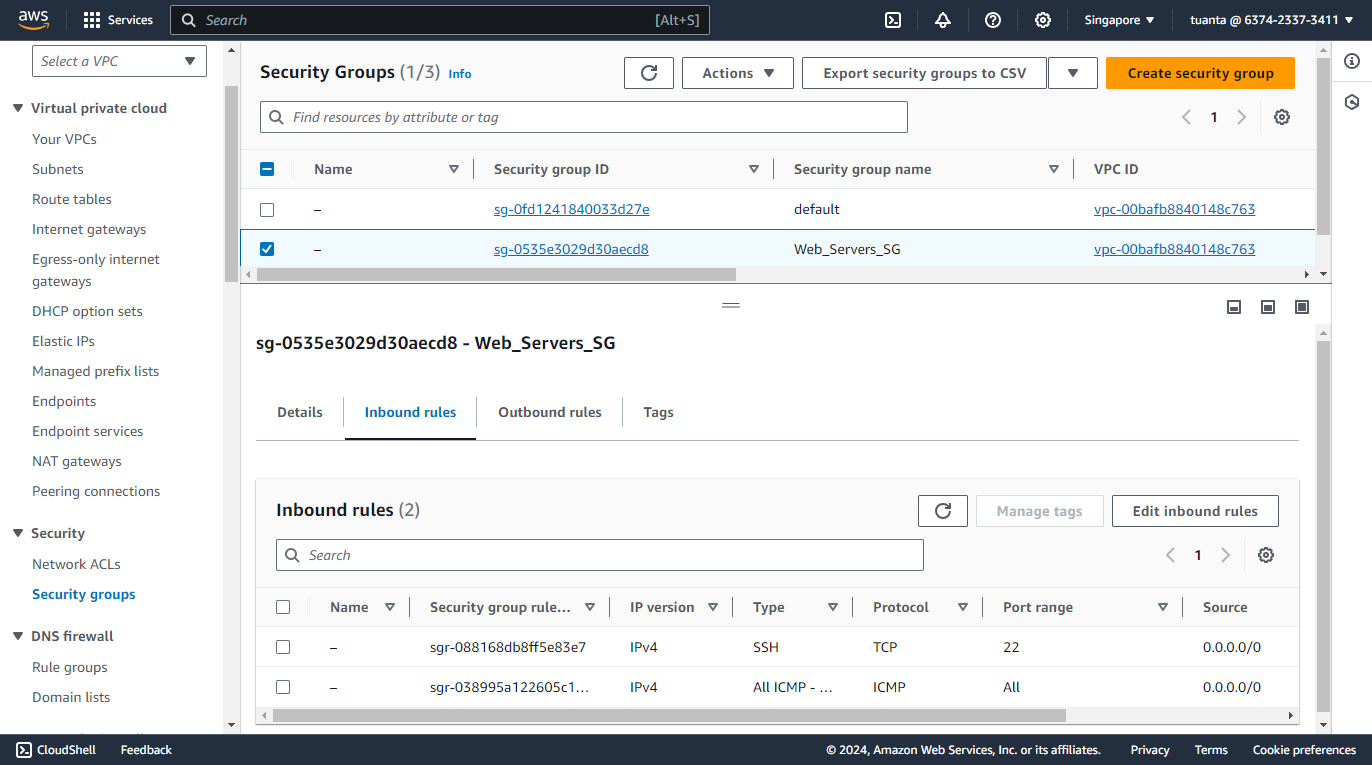 aws Services Search [Alt+S] Singapore tuanta @ 6374-2337-3411
Select a VPC
Virtual private cloud
Your VPCs
Subnets
Route tables
Internet gateways
Egress-only internet
gateways
DHCP option sets
Elastic IPs
Managed prefix lists
Endpoints
Endpoint services
NAT gateways
Peering connections
Security
Network ACLs
Security groups
DNS firewall
Rule groups
Domain lists
Security Groups (1/3) Info Actions Export security groups to CSV Create security group
Find resources by attribute or tag 1
Name Security group ID Security group name VPC ID
– sg-0fd1241840033d27e default vpc-00bafb8840148c763
– sg-0535e3029d30aecd8 Web_Servers_SG vpc-00bafb8840148c763
sg-0535e3029d30aecd8 - Web_Servers_SG
Details Inbound rules Outbound rules Tags
Inbound rules (2) Manage tags Edit inbound rules
Search 1
Name Security group rule... IP version Type Protocol Port range Source
– sgr-088168db8ff5e83e7 IPv4 SSH TCP 22 0.0.0.0/0
– sgr-038995a122605c1... IPv4 All ICMP - ... ICMP All 0.0.0.0/0
CloudShell Feedback © 2024, Amazon Web Services, Inc. or its affiliates. Privacy Terms Cookie preferences